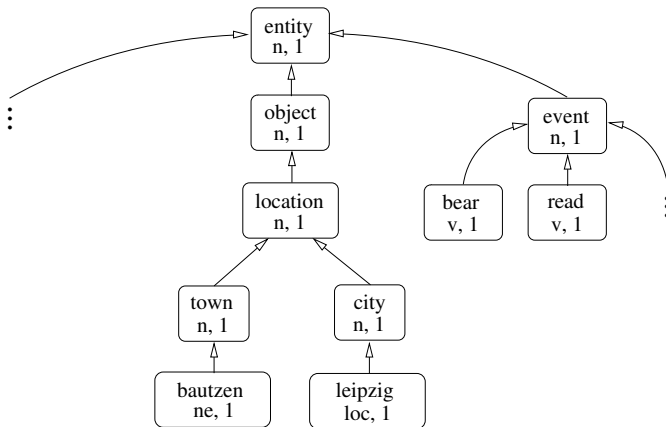 entity
n, 1
object
n, 1
event
n, 1
location
n, 1
bear
v, 1
read
v, 1
town
n, 1
city
n, 1
bautzen
ne, 1
leipzig
loc, 1